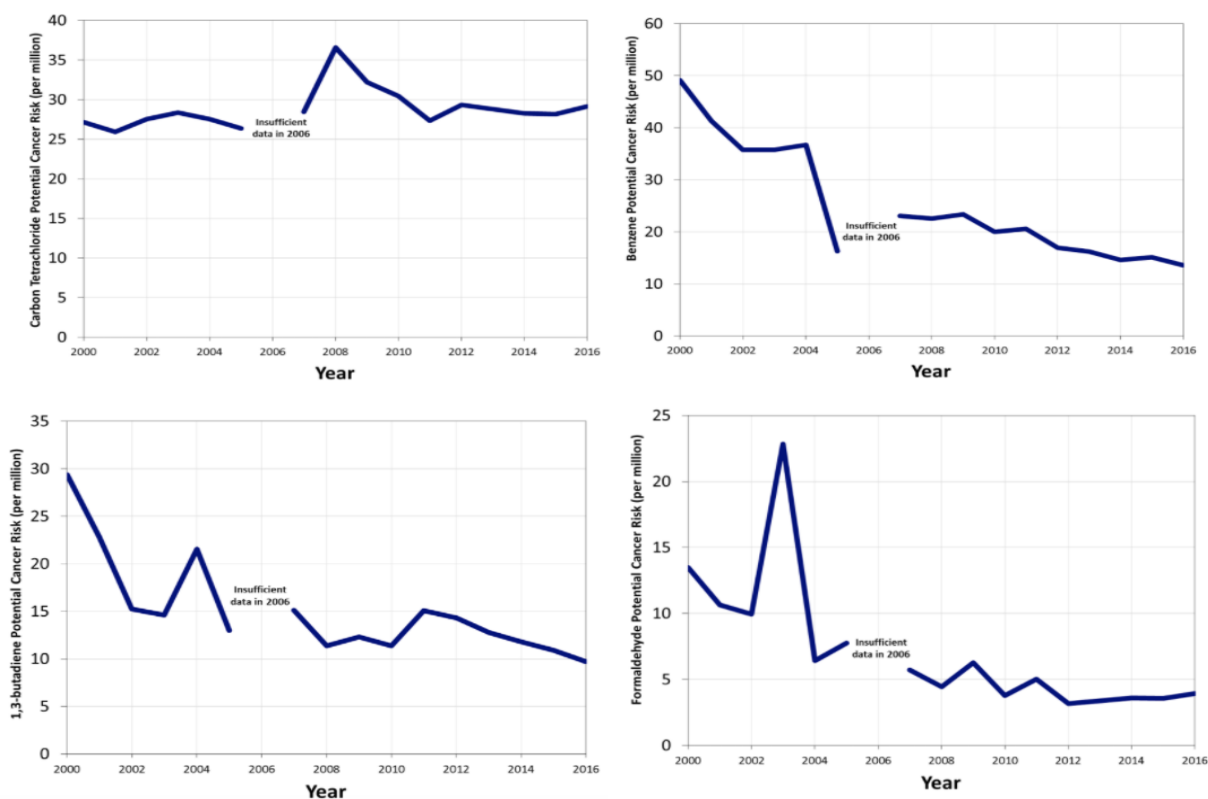 Carbon Tetrachloride Potential Cancer Risk (per million)
40
35
30
25
20
15
10
5
0
Insufficient
data in 2006
2000 2002 2004 2006 2008 2010 2012 2014 2016
Year
Benzene Potential Cancer Risk (per million)
60
50
40
30
20
10
0
Insufficient
data in 2006
2000 2002 2004 2006 2008 2010 2012 2014 2016
Year
1,3-butadiene Potential Cancer Risk (per million)
35
30
25
20
15
10
5
0
Insufficient
data in 2006
2000 2002 2004 2006 2008 2010 2012 2014 2016
Year
Formaldehyde Potential Cancer Risk (per million)
25
20
15
10
5
0
Insufficient
data in 2006
2000 2002 2004 2006 2008 2010 2012 2014 2016
Year